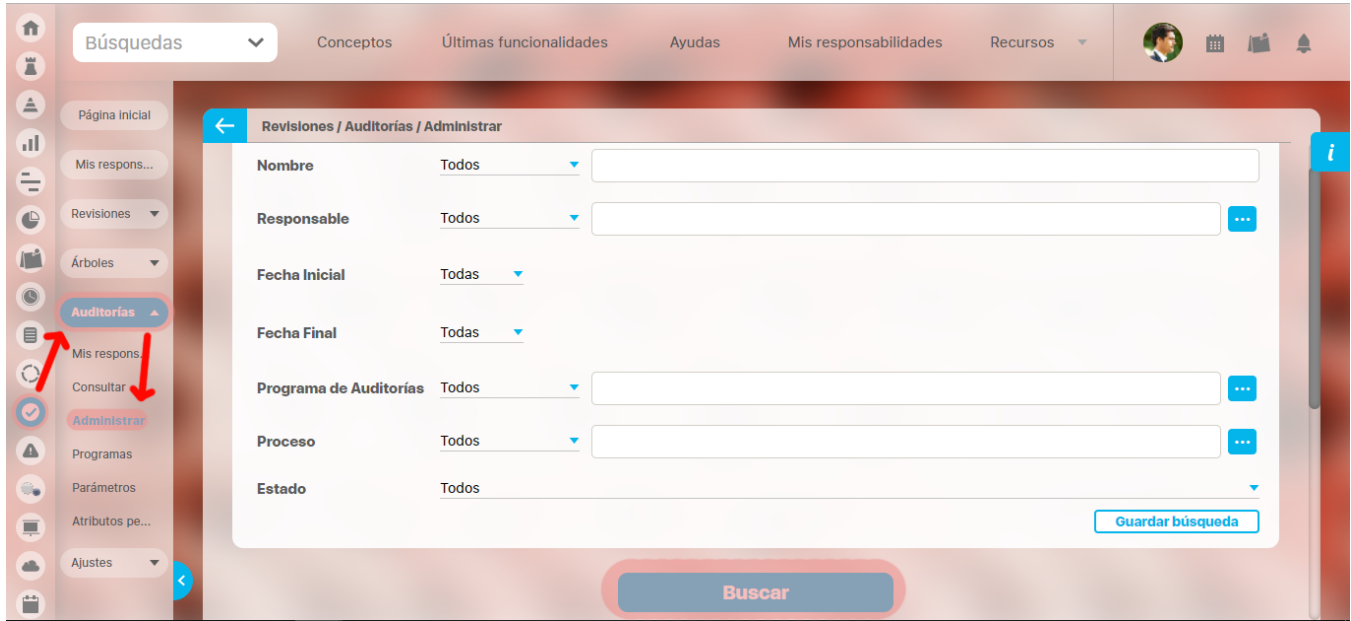 Búsquedas
Conceptos
Últimas funcionalidades
Ayudas
Mis responsabilidades
Recursos
Página inicial
Mis respons...
Revisiones
Árboles
Auditorías
Mis respons...
Consultar
Administrar
Programas
Parámetros
Atributos pe...
Ajustes
Revisiones / Auditorías / Administrar
i
Nombre Todos
Responsable Todos ...
Fecha Inicial Todas
Fecha Final Todas
Programa de Auditorías Todos ...
Proceso Todos ...
Estado Todos
Guardar búsqueda
Buscar